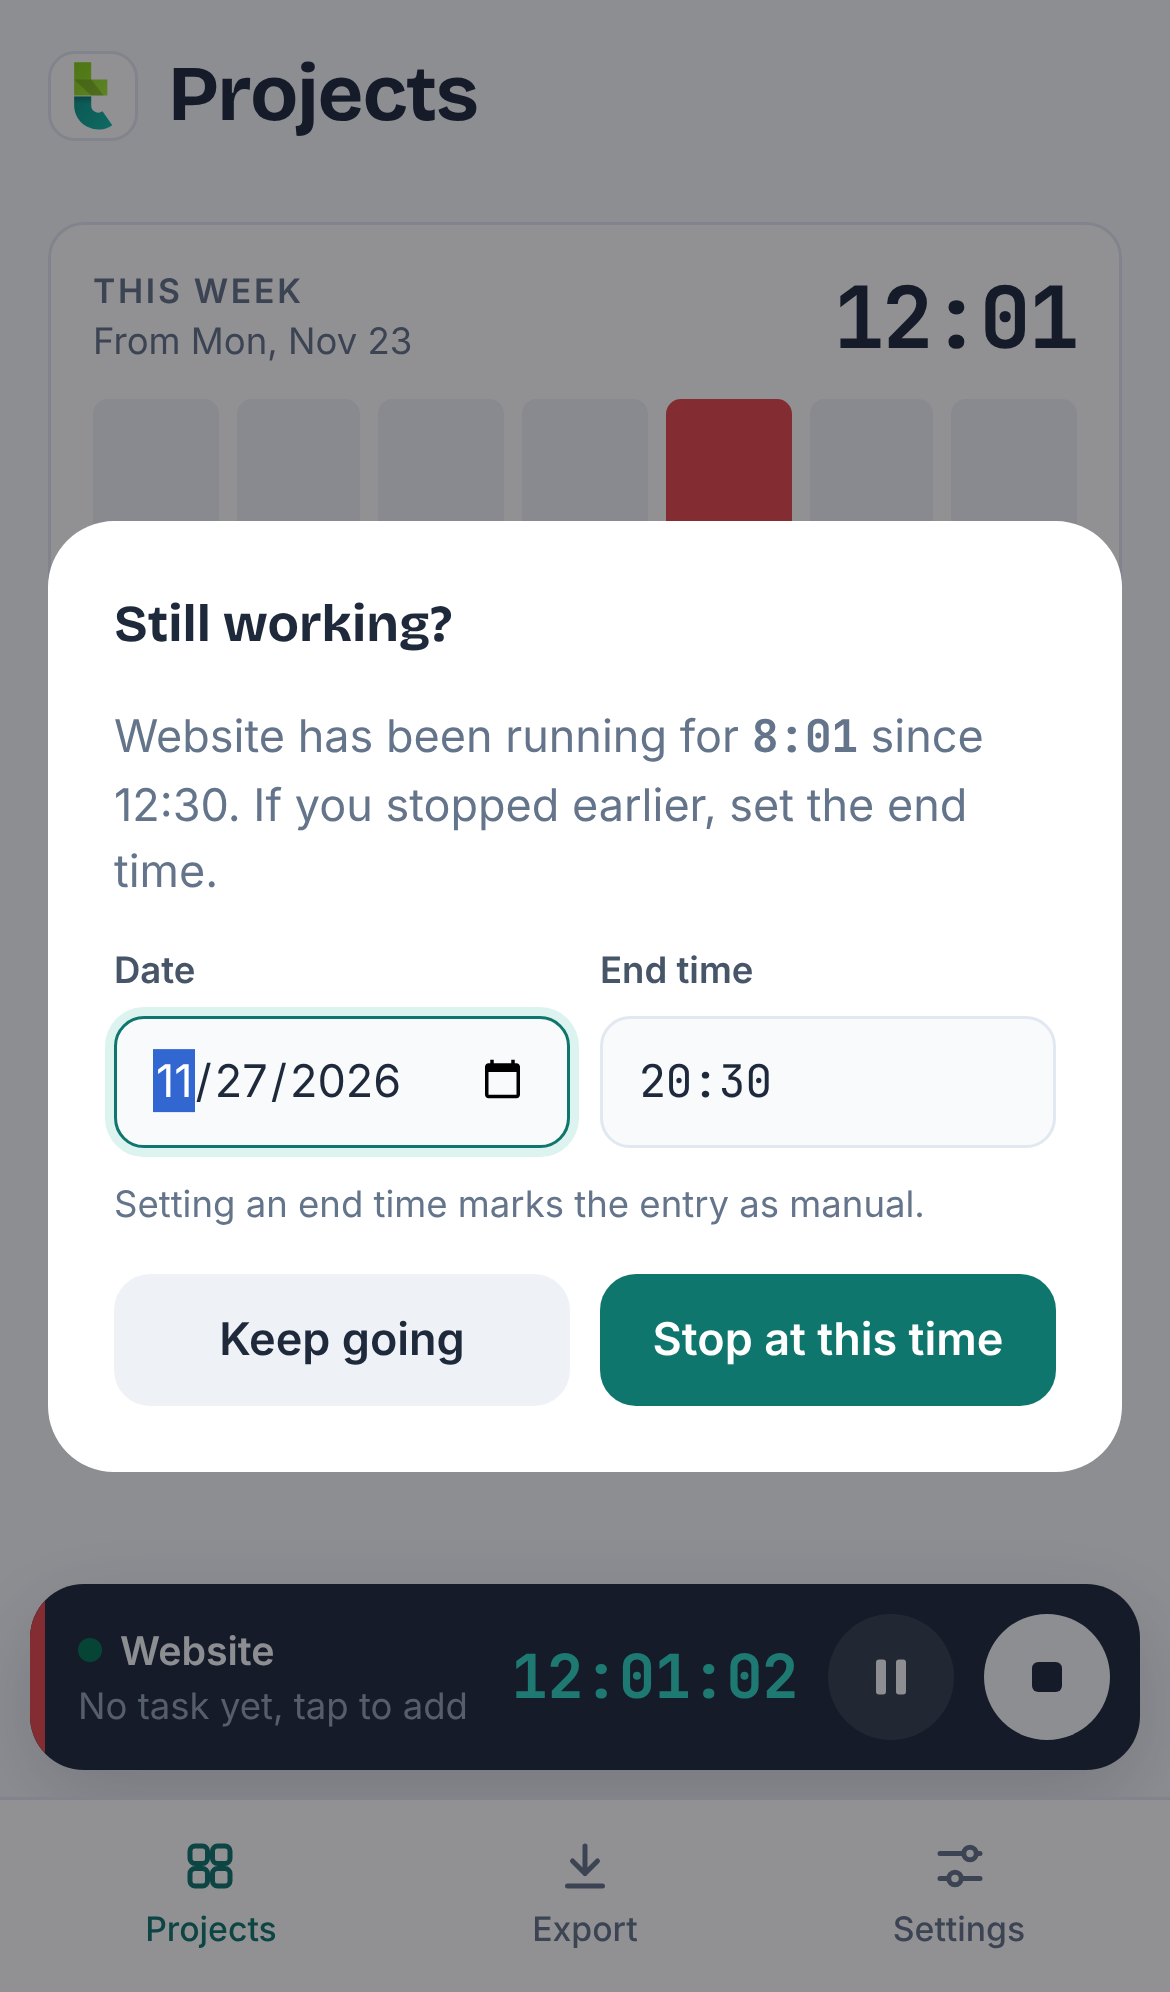 Projects
THIS WEEK
From Mon, Nov 23
12:01
Still working?
Website has been running for 8:01 since
12:30. If you stopped earlier, set the end
time.
Date
End time
11/27/2026
20:30
Setting an end time marks the entry as manual.
Keep going
Stop at this time
Website
No task yet, tap to add
12:01:02
Projects
Export
Settings